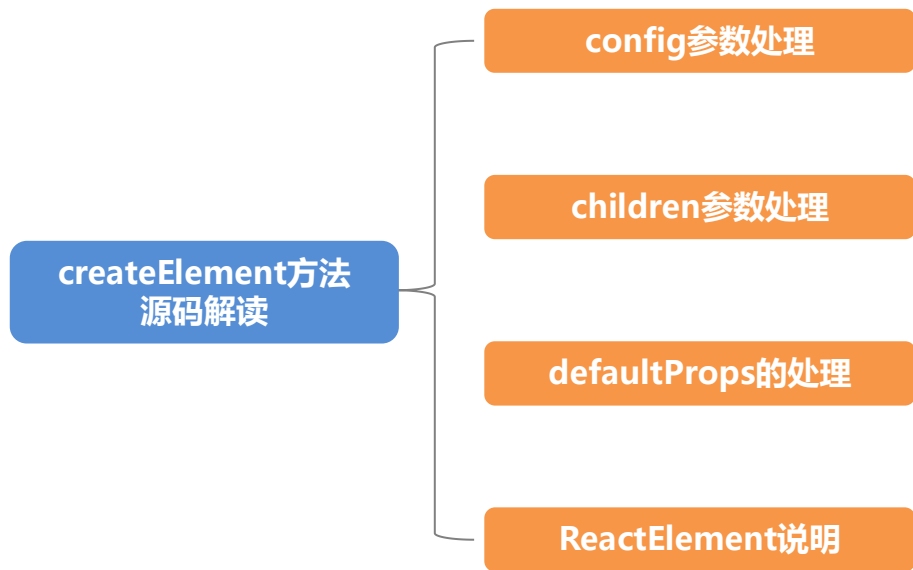 config参数处理
children参数处理
createElement方法
源码解读
defaultProps的处理
ReactElement说明